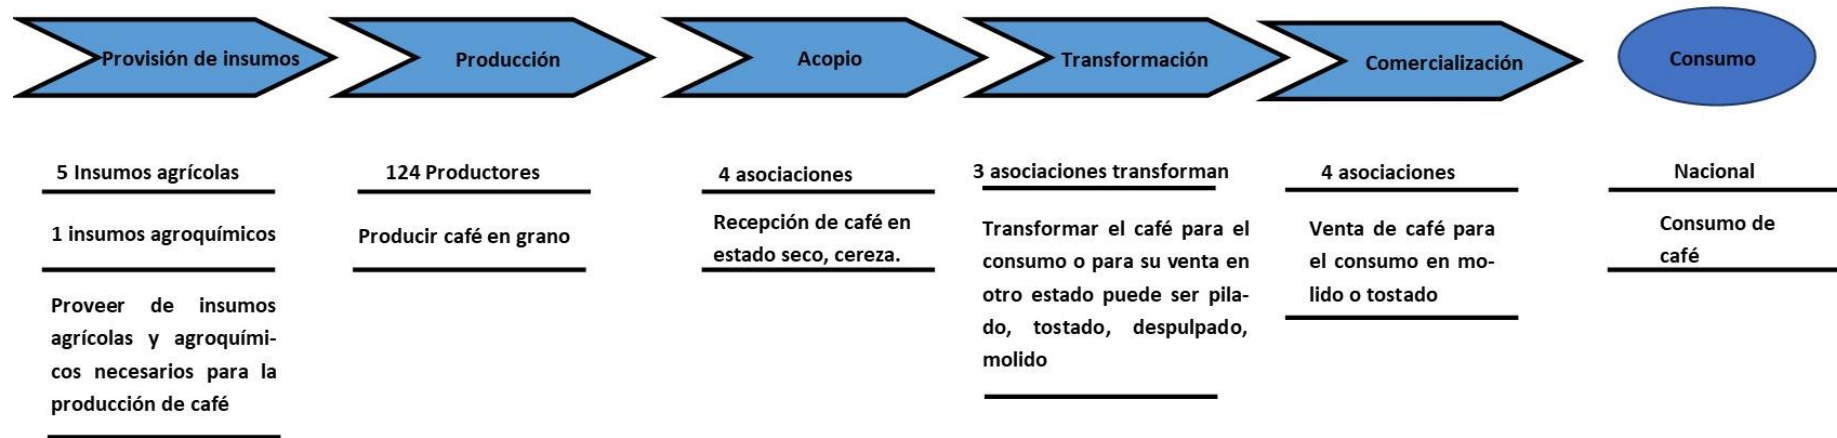 Provisión de insumos
Producción
Acopio
Transformación
Comercialización
Consumo
5 Insumos agrícolas
1 insumos agroquímicos
Proveer de insumos
agrícolas y agroquími-
cos necesarios para la
producción de café
124 Productores
Producir café en grano
4 asociaciones
Recepción de café en
estado seco, cereza.
3 asociaciones transforman
Transformar el café para el
consumo o para su venta en
otro estado puede ser pila-
do, tostado, despulpado,
molido
4 asociaciones
Venta de café para
el consumo en mo-
lido o tostado
Nacional
Consumo de
café